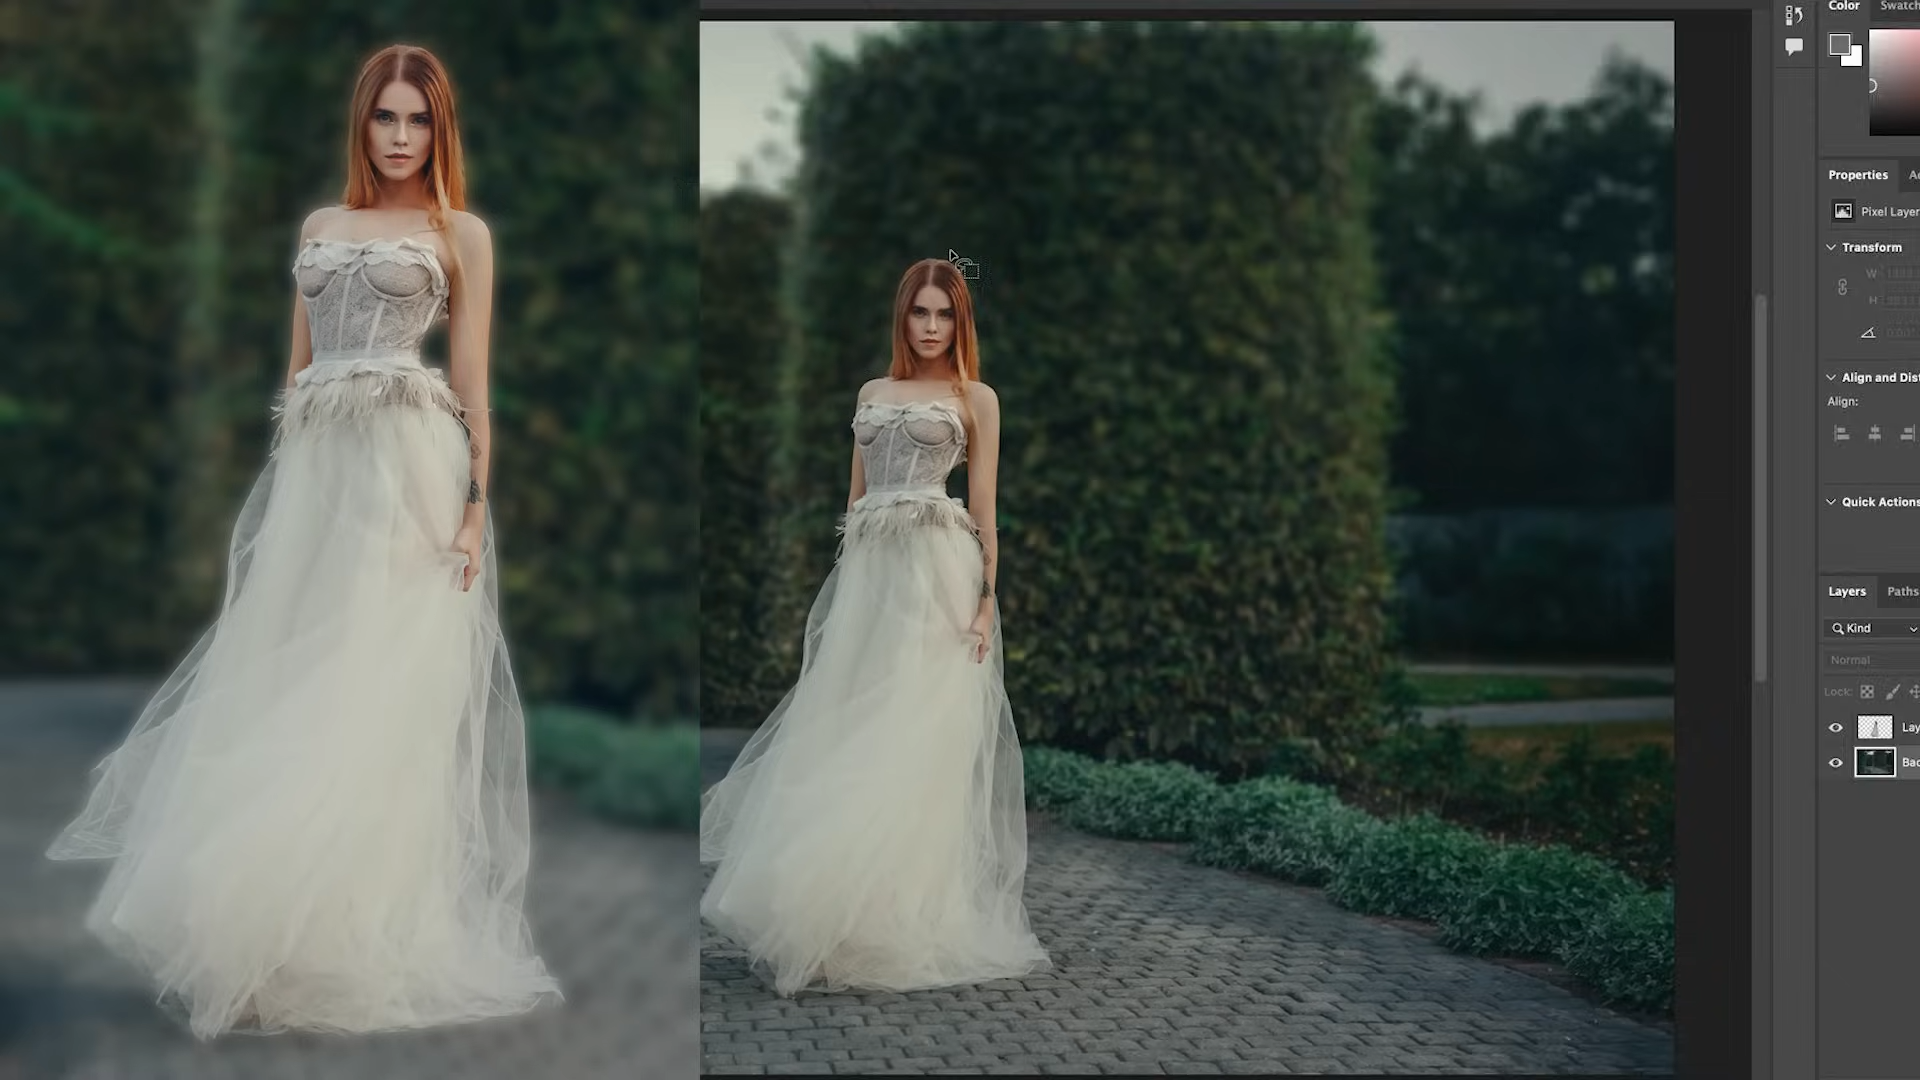 Color Swatch
Properties
Pixel Layer
Transform
W
H
Align and Dist
Align:
Quick Actions
Layers Paths
Kind
Normal
Lock:
Lay
Bac